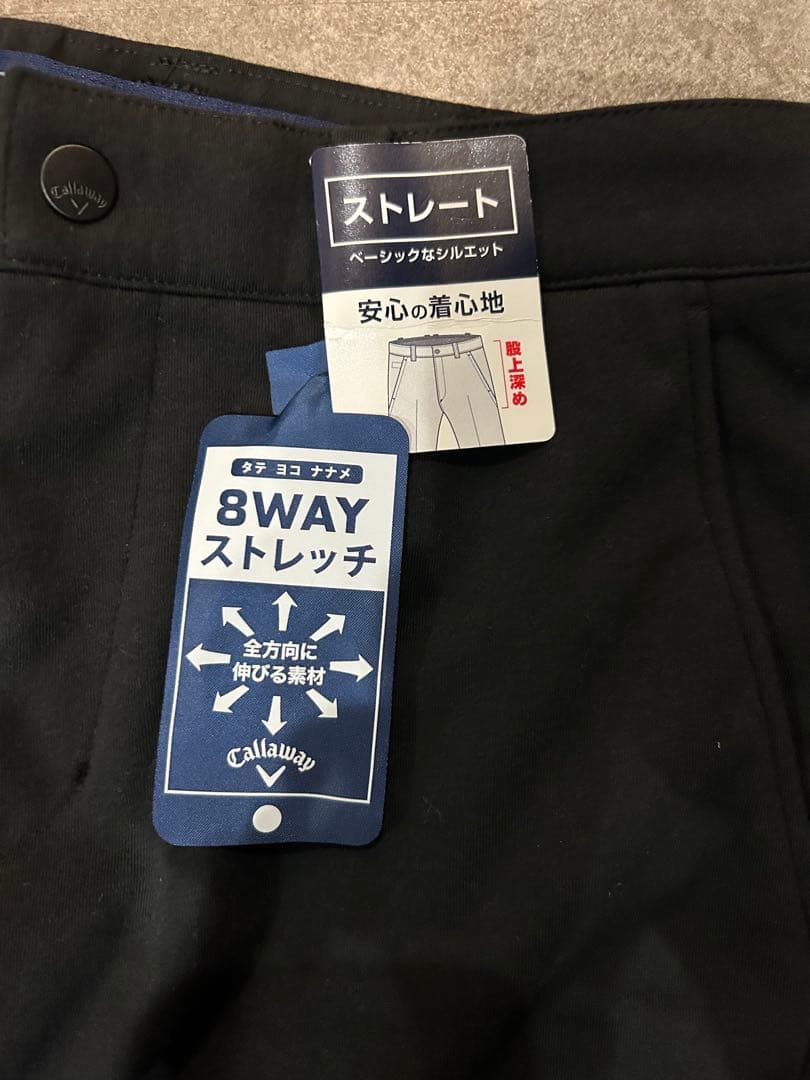 Callaway
ストレート
ベーシックなシルエット
安心の着心地
股上深め
タテ ヨコ ナナメ
8WAY
ストレッチ
全方向に
伸びる素材
Callaway